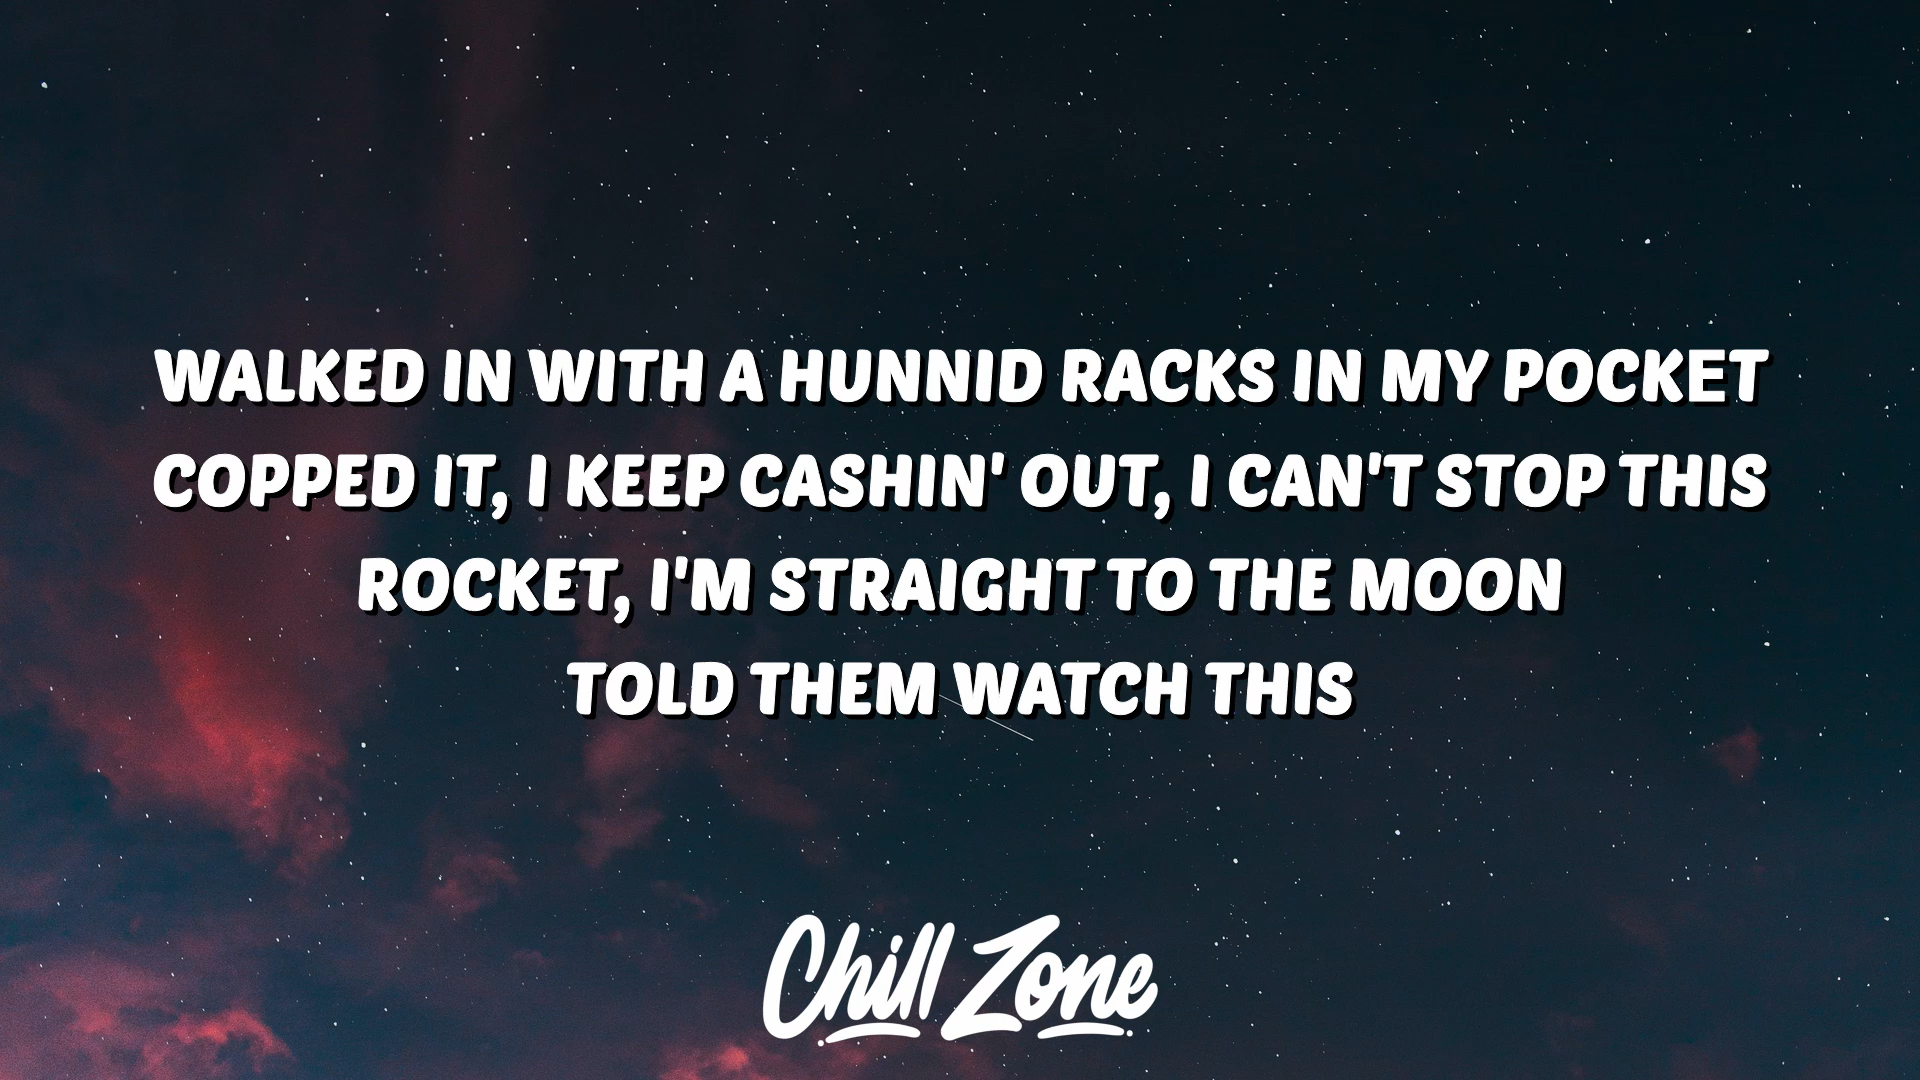 WALKED IN WITH A HUNNID RACKS IN MY POCKET
COPPED IT, I KEEP CASHIN' OUT, I CAN'T STOP THIS
ROCKET, I'M STRAIGHT TO THE MOON
TOLD THEM WATCH THIS
Chill Zone